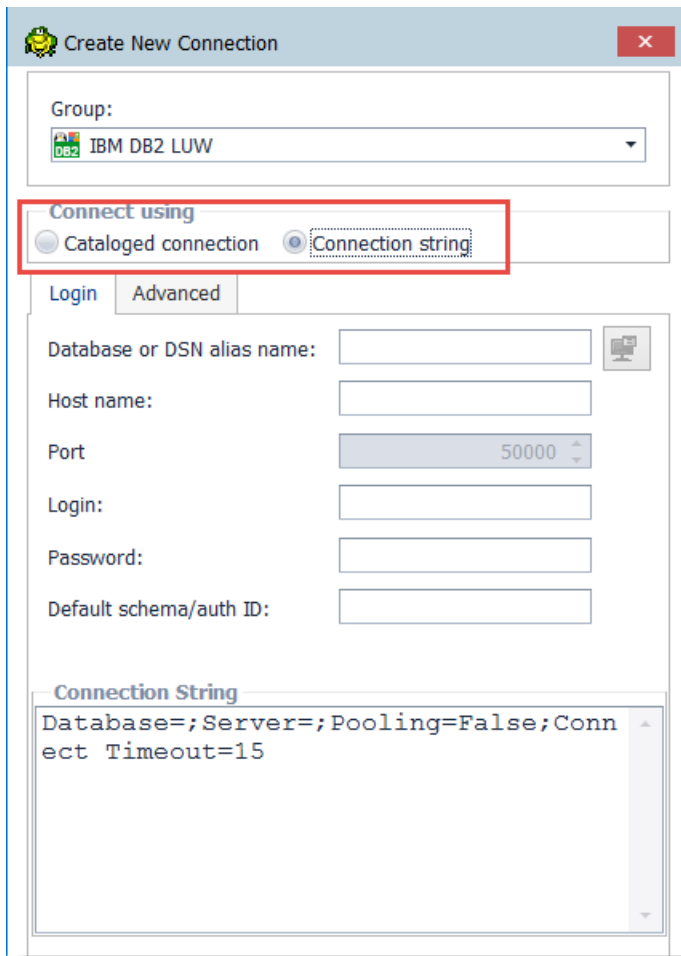 Create New Connection
Group:
DB2 IBM DB2 LUW
Connect using
Cataloged connection Connection string
Login Advanced
Database or DSN alias name:
Host name:
Port 50000
Login:
Password:
Default schema/auth ID:
Connection String
Database=;Server=;Pooling=False;Conn
ect Timeout=15